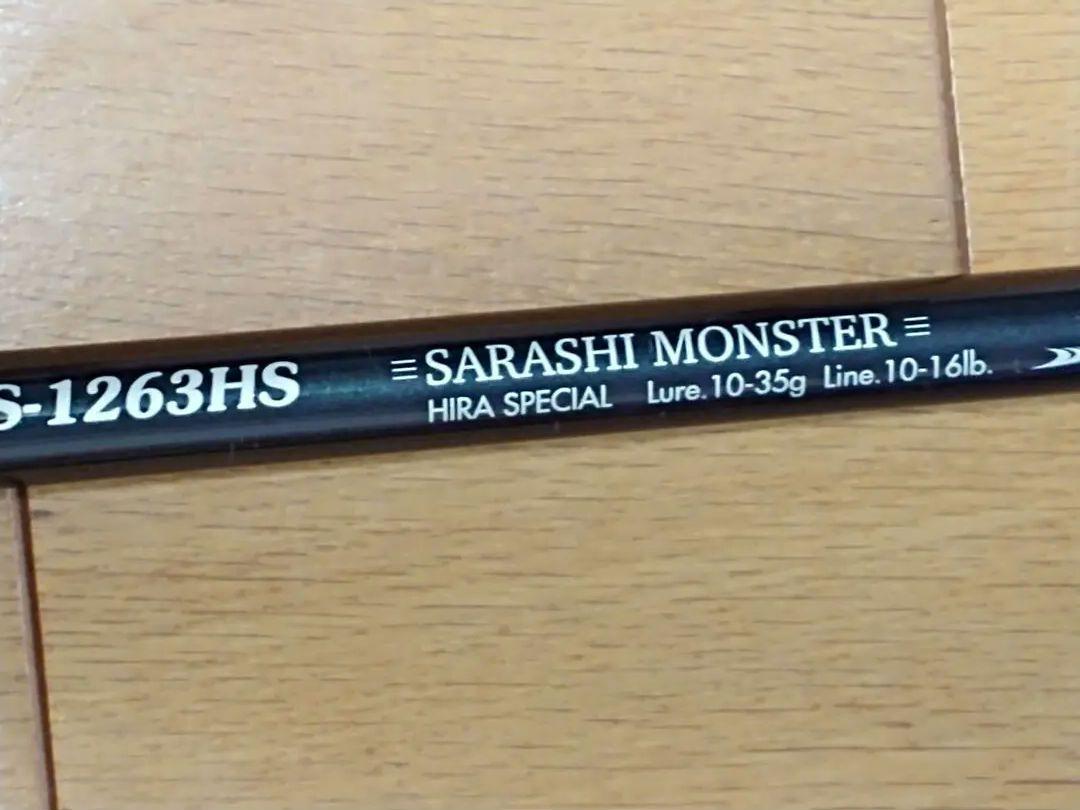 S-1263HS
≡SARASHI MONSTER≡
HIRA SPECIAL Lure.10-35g Line.10-16lb.